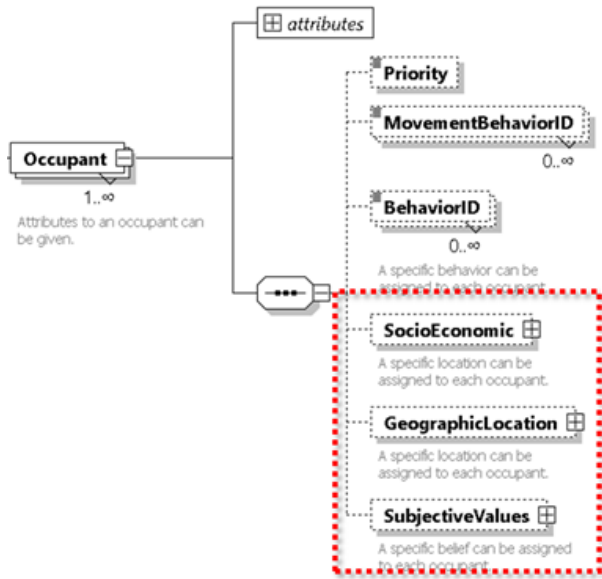 attributes
Priority
MovementBehaviorID
0..∞
Occupant
1..∞
Attributes to an occupant can
be given.
BehaviorID
0..∞
A specific behavior can be
assigned to each occupant.
SocioEconomic
A specific location can be
assigned to each occupant.
GeographicLocation
A specific location can be
assigned to each occupant.
SubjectiveValues
A specific belief can be assigned
to each occupant